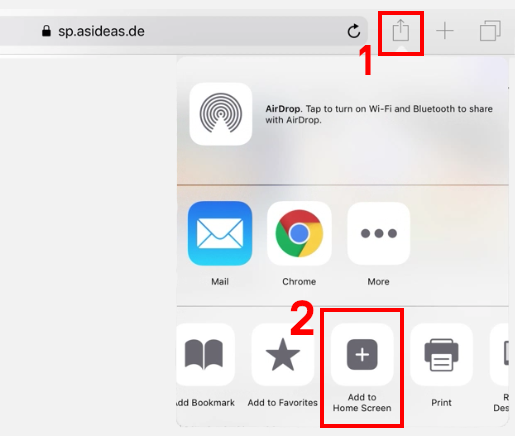 sp.asideas.de
1
AirDrop. Tap to turn on Wi-Fi and Bluetooth to share
with AirDrop.
Mail
Chrome
More
2
dd Bookmark
Add to Favorites
Add to
Home Screen
Print
R
Des